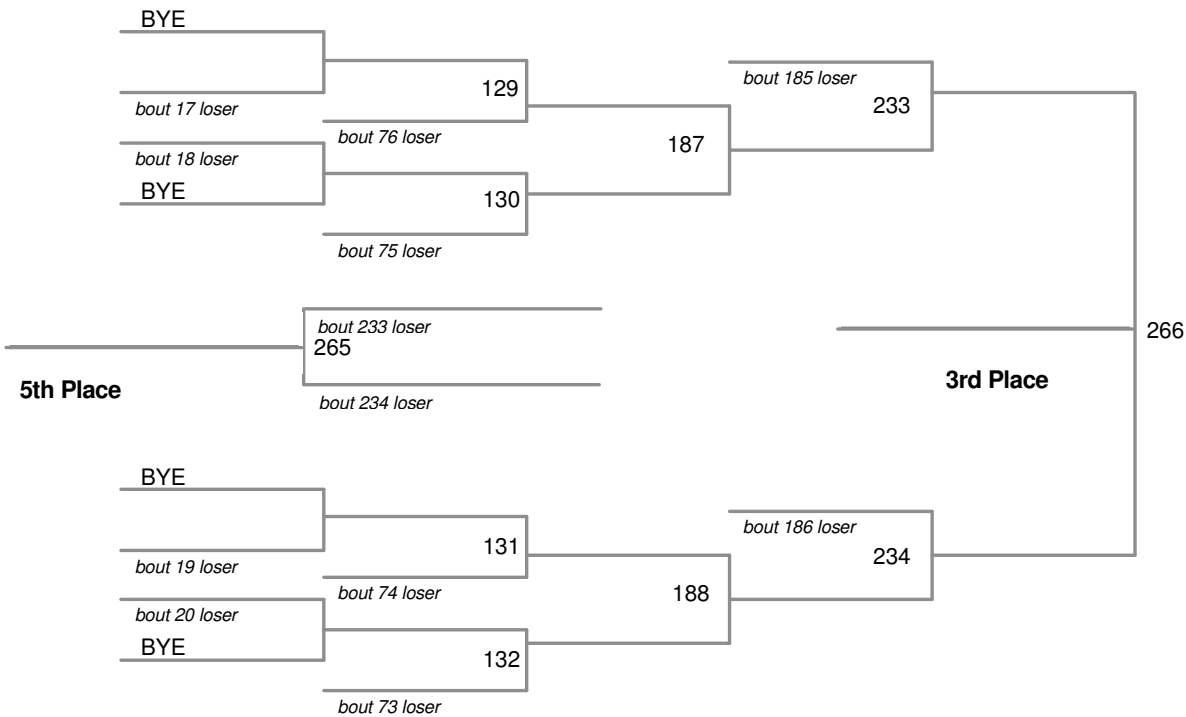 BYE
bout 17 loser
129
bout 76 loser
bout 18 loser
BYE
130
bout 75 loser
187
bout 185 loser
233
bout 233 loser
265
5th Place
bout 234 loser
266
3rd Place
BYE
bout 19 loser
131
bout 74 loser
bout 20 loser
BYE
132
bout 73 loser
188
bout 186 loser
234